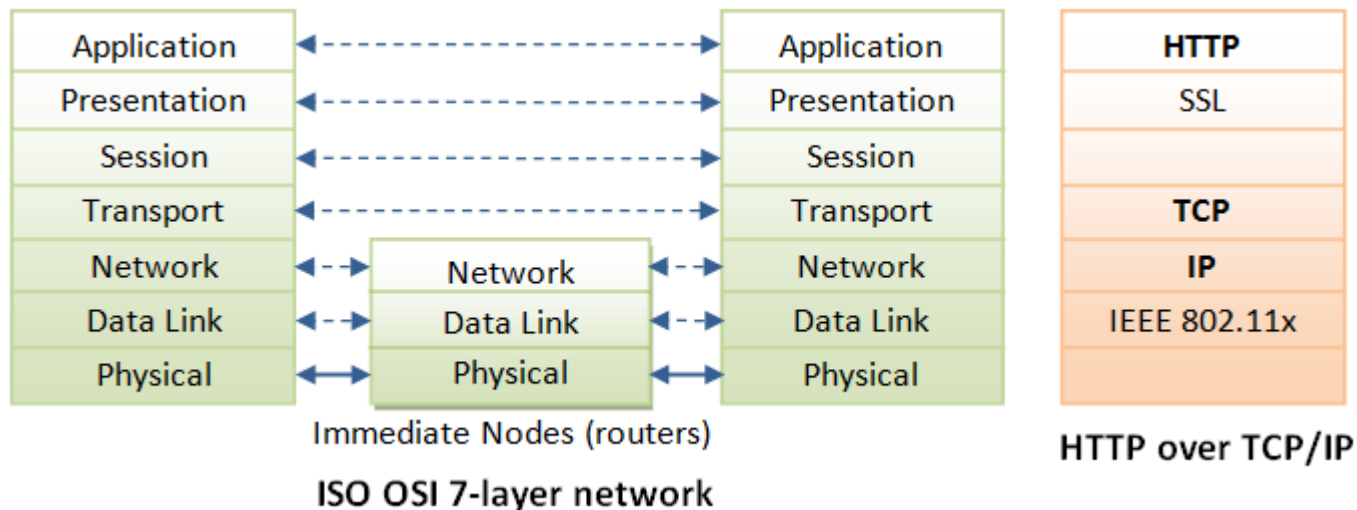 Application Application HTTP
Presentation Presentation SSL
Session Session
Transport Transport TCP
Network Network Network IP
Data Link Data Link Data Link IEEE 802.11x
Physical Physical Physical
Immediate Nodes (routers)
HTTP over TCP/IP
ISO OSI 7-layer network